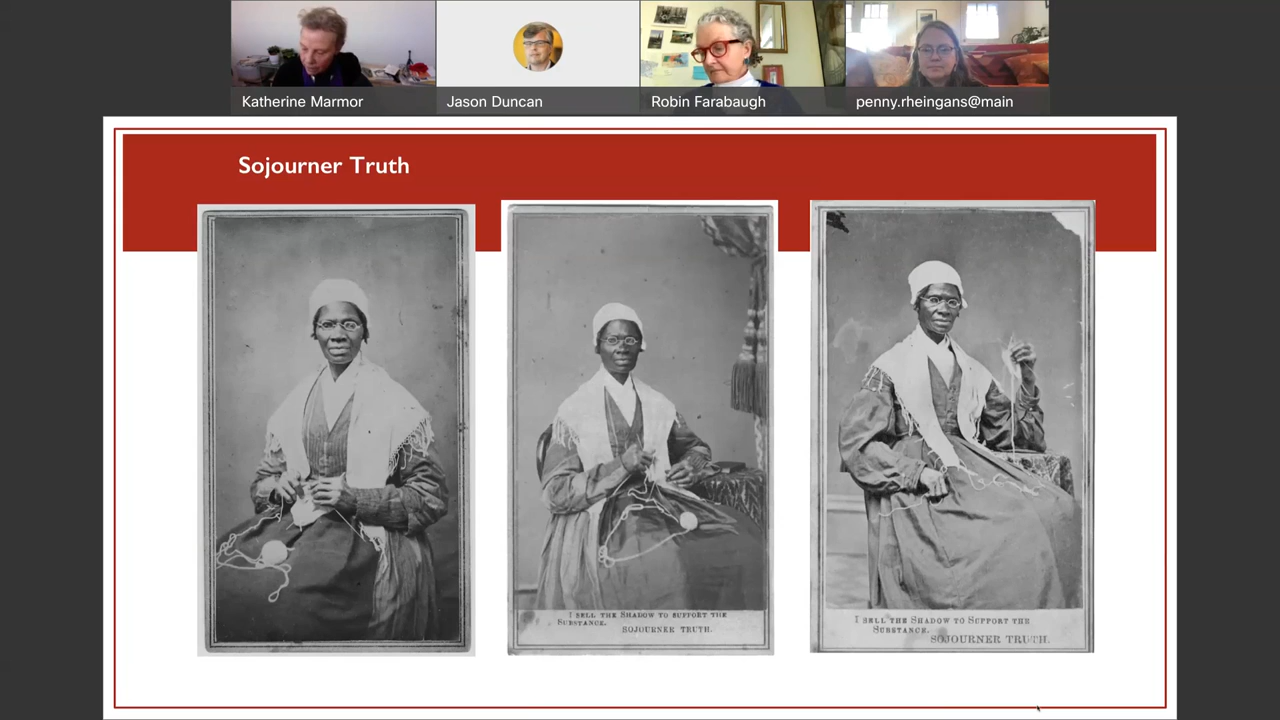 Katherine Marmor
Jason Duncan
Robin Farabaugh
penny.rheingans@main
Sojourner Truth
I SELL THE SHADOW TO SUPPORT THE
SUBSTANCE.
SOJOURNER TRUTH.
I SELL THE SHADOW TO SUPPORT THE
SUBSTANCE.
SOJOURNER TRUTH.